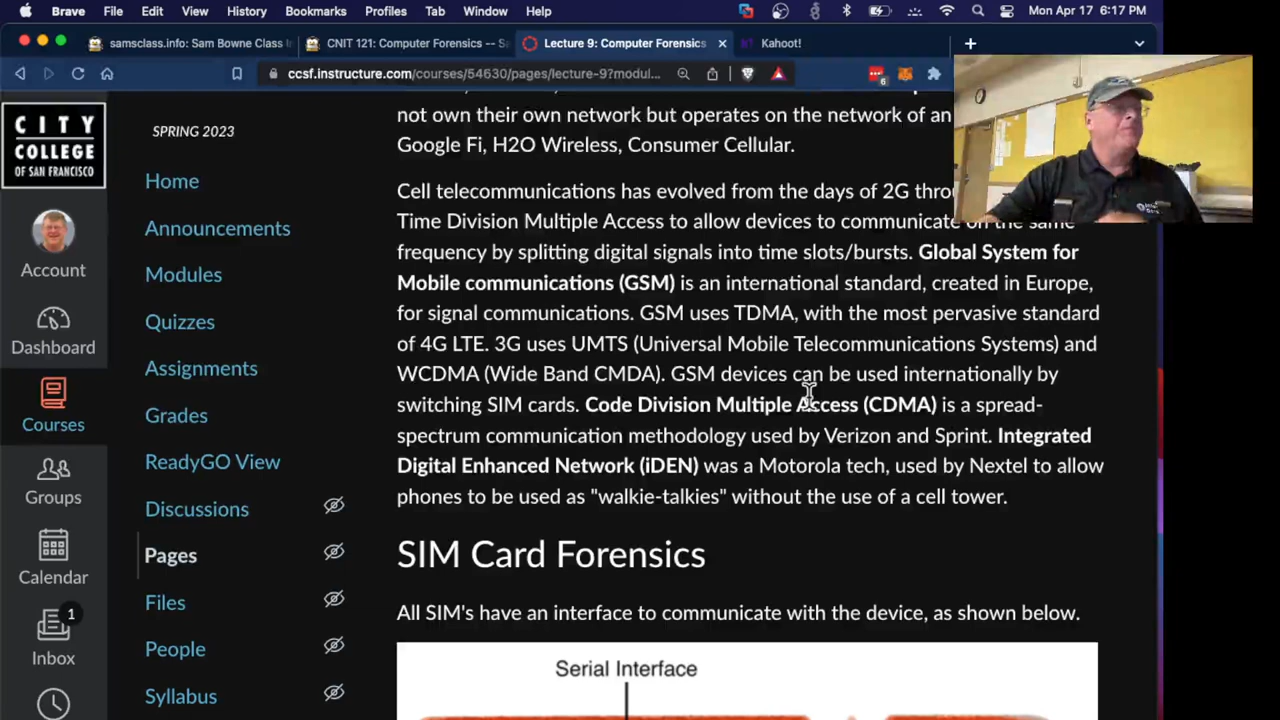 Brave File Edit View History Bookmarks Profiles Tab Window Help Mon Apr 17 6:17 PM
samsclass.info: Sam Bowne Class CNIT 121: Computer Forensics -- S Lecture 9: Computer Forensics Kahoot!
ccsf.instructure.com/courses/54630/pages/lecture-9?modul...
6
CITY
COLLEGE
OF SAN FRANCISCO
Account
Dashboard
Courses
Groups
Calendar
1
Inbox
SPRING 2023
Home
Announcements
Modules
Quizzes
Assignments
Grades
ReadyGO View
Discussions
Pages
Files
People
Syllabus
not own their own network but operates on the network of an
Google Fi, H2O Wireless, Consumer Cellular.
Cell telecommunications has evolved from the days of 2G
Time Division Multiple Access to allow devices to communicate on the same
frequency by splitting digital signals into time slots/bursts. Global System for
Mobile communications (GSM) is an international standard, created in Europe,
for signal communications. GSM uses TDMA, with the most pervasive standard
of 4G LTE. 3G uses UMTS (Universal Mobile Telecommunications Systems) and
WCDMA (Wide Band CMDA). GSM devices can be used internationally by
switching SIM cards. Code Division Multiple Access (CDMA) is a spread-
spectrum communication methodology used by Verizon and Sprint. Integrated
Digital Enhanced Network (iDEN) was a Motorola tech, used by Nextel to allow
phones to be used as "walkie-talkies" without the use of a cell tower.
SIM Card Forensics
All SIM's have an interface to communicate with the device, as shown below.
Serial Interface